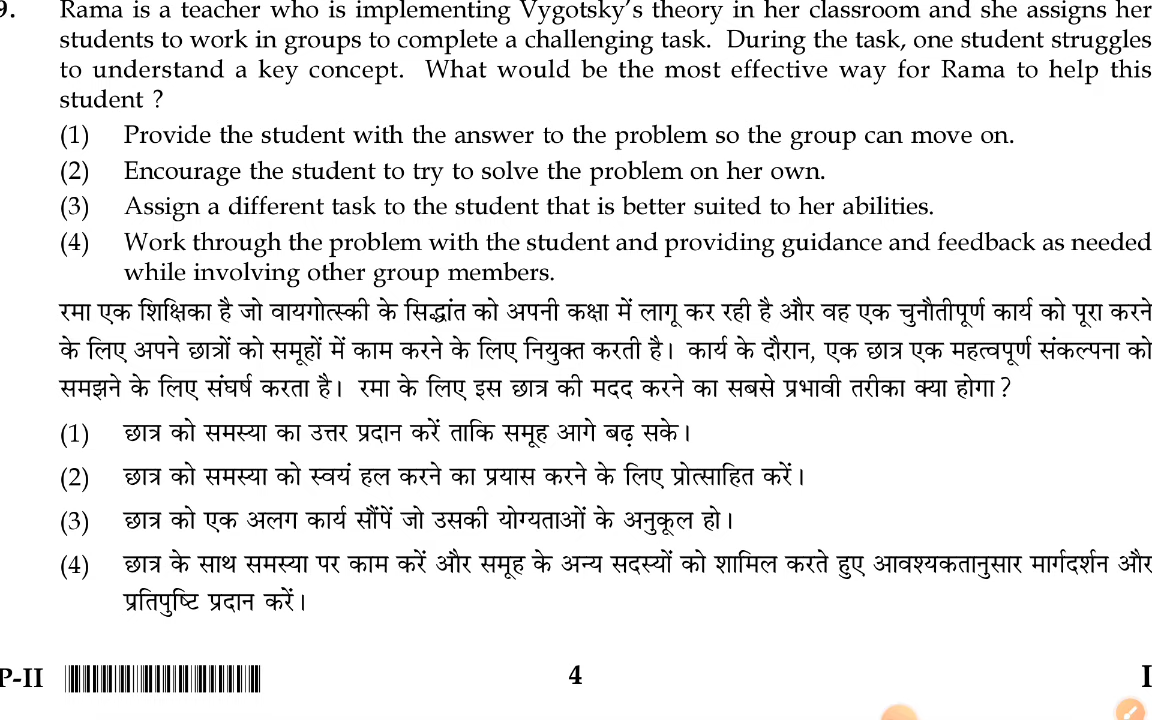 9. Rama is a teacher who is implementing Vygotsky's theory in her classroom and she assigns her
students to work in groups to complete a challenging task. During the task, one student struggles
to understand a key concept. What would be the most effective way for Rama to help this
student ?
(1) Provide the student with the answer to the problem so the group can move on.
(2) Encourage the student to try to solve the problem on her own.
(3) Assign a different task to the student that is better suited to her abilities.
(4) Work through the problem with the student and providing guidance and feedback as needed
while involving other group members.
रमा एक शिक्षिका है जो वायगोत्स्की के सिद्धांत को अपनी कक्षा में लागू कर रही है और वह एक चुनौतीपूर्ण कार्य को पूरा करने
के लिए अपने छात्रों को समूहों में काम करने के लिए नियुक्त करती है। कार्य के दौरान, एक छात्र एक महत्वपूर्ण संकल्पना को
समझने के लिए संघर्ष करता है। रमा के लिए इस छात्र की मदद करने का सबसे प्रभावी तरीका क्या होगा ?
(1) छात्र को समस्या का उत्तर प्रदान करें ताकि समूह आगे बढ़ सके।
(2) छात्र को समस्या को स्वयं हल करने का प्रयास करने के लिए प्रोत्साहित करें।
(3) छात्र को एक अलग कार्य सौंपें जो उसकी योग्यताओं के अनुकूल हो।
(4) छात्र के साथ समस्या पर काम करें और समूह के अन्य सदस्यों को शामिल करते हुए आवश्यकतानुसार मार्गदर्शन और
प्रतिपुष्टि प्रदान करें।
P-II 4 I